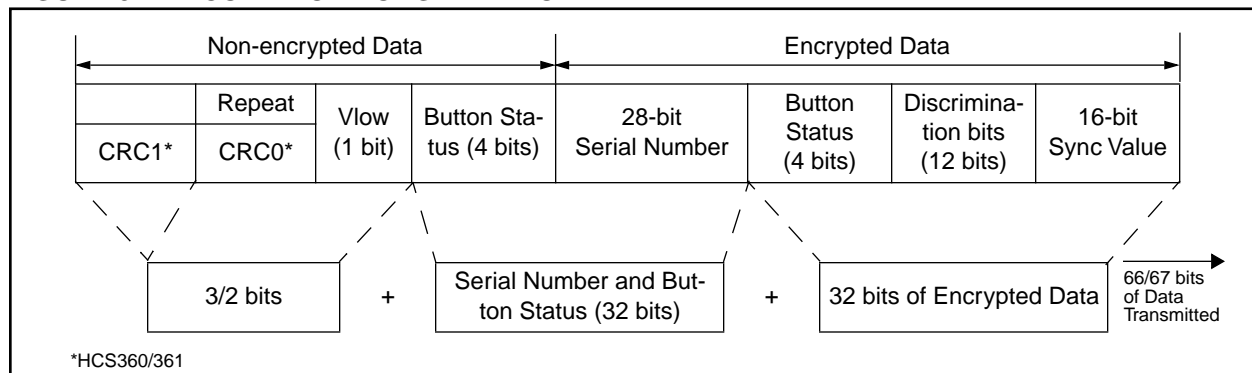 Non-encrypted Data
Encrypted Data
CRC1*
Repeat
CRC0*
Vlow
(1 bit)
Button Sta-
tus (4 bits)
28-bit
Serial Number
Button
Status
(4 bits)
Discrimina-
tion bits
(12 bits)
16-bit
Sync Value
3/2 bits
+
Serial Number and But-
ton Status (32 bits)
+
32 bits of Encrypted Data
66/67 bits
of Data
Transmitted
*HCS360/361